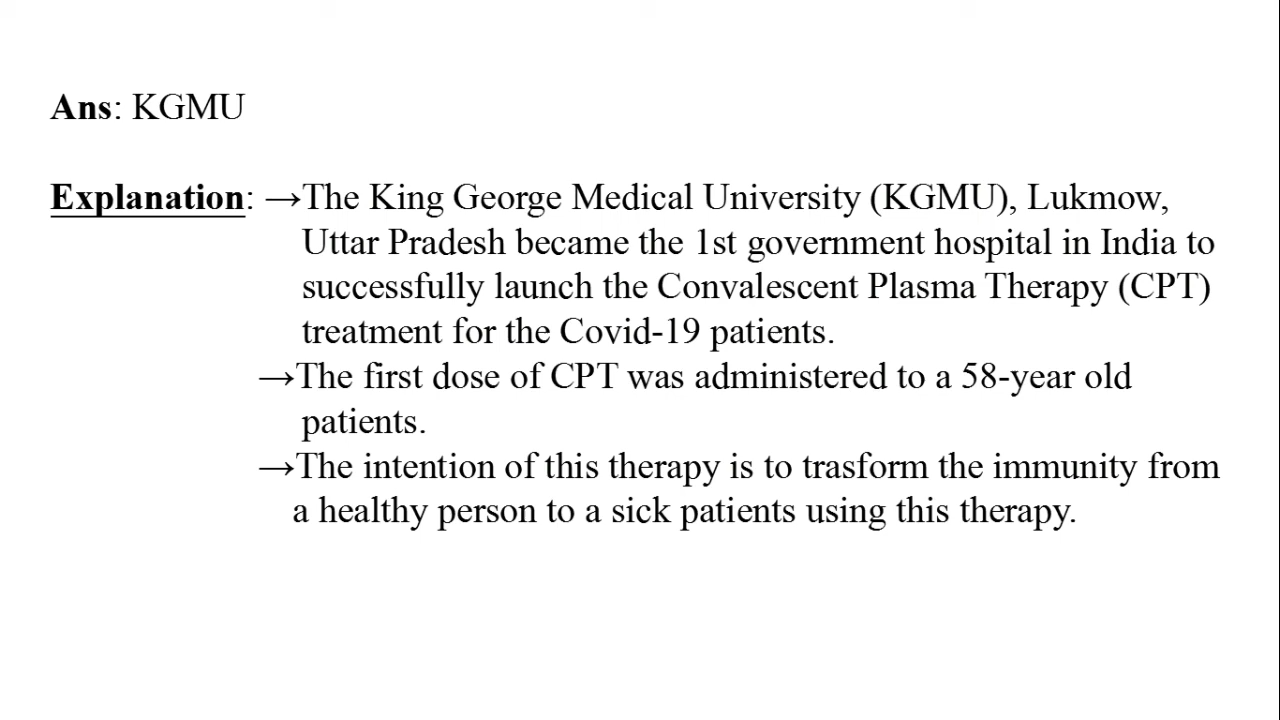 Ans: KGMU
Explanation: →The King George Medical University (KGMU), Lukmow,
Uttar Pradesh became the 1st government hospital in India to
successfully launch the Convalescent Plasma Therapy (CPT)
treatment for the Covid-19 patients.
→The first dose of CPT was administered to a 58-year old
patients.
→The intention of this therapy is to trasform the immunity from
a healthy person to a sick patients using this therapy.